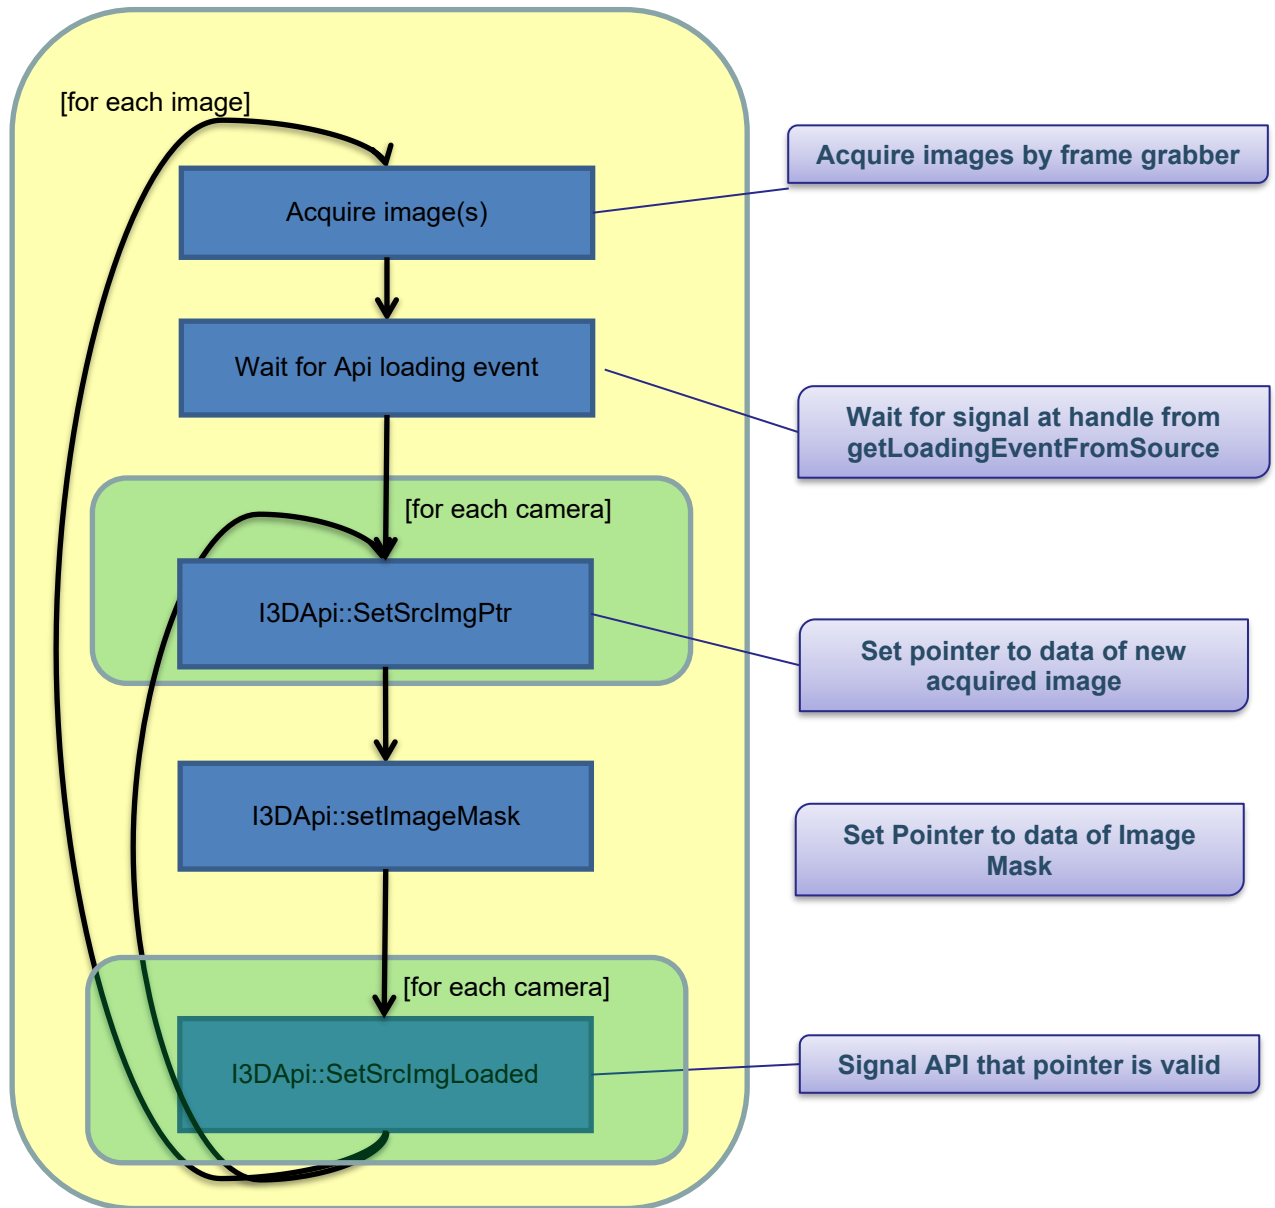 [for each image]
Acquire images by frame grabber
Acquire image(s)
Wait for Api loading event
Wait for signal at handle from
getLoadingEventFromSource
[for each camera]
I3DApi::SetSrcImgPtr
Set pointer to data of new
acquired image
I3DApi::setImageMask
Set Pointer to data of Image
Mask
[for each camera]
I3DApi::SetSrcImgLoaded
Signal API that pointer is valid